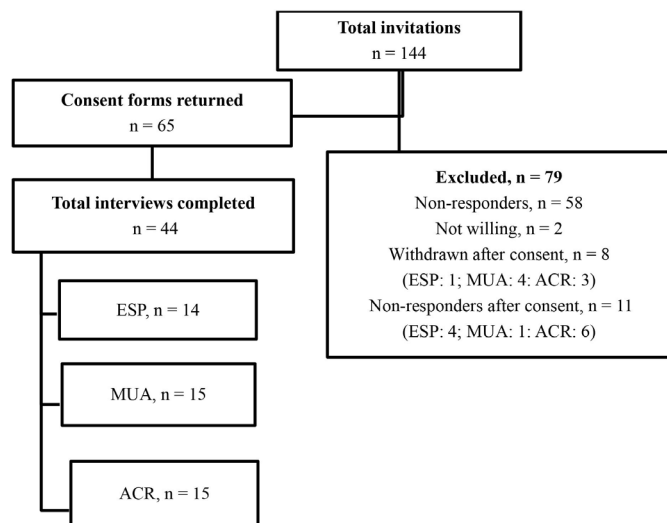 Total invitations
n = 144
Consent forms returned
n = 65
Total interviews completed
n = 44
ESP, n = 14
MUA, n = 15
ACR, n = 15
Excluded, n = 79
Non-responders, n = 58
Not willing, n = 2
Withdrawn after consent, n = 8
(ESP: 1; MUA: 4: ACR: 3)
Non-responders after consent, n = 11
(ESP: 4; MUA: 1: ACR: 6)